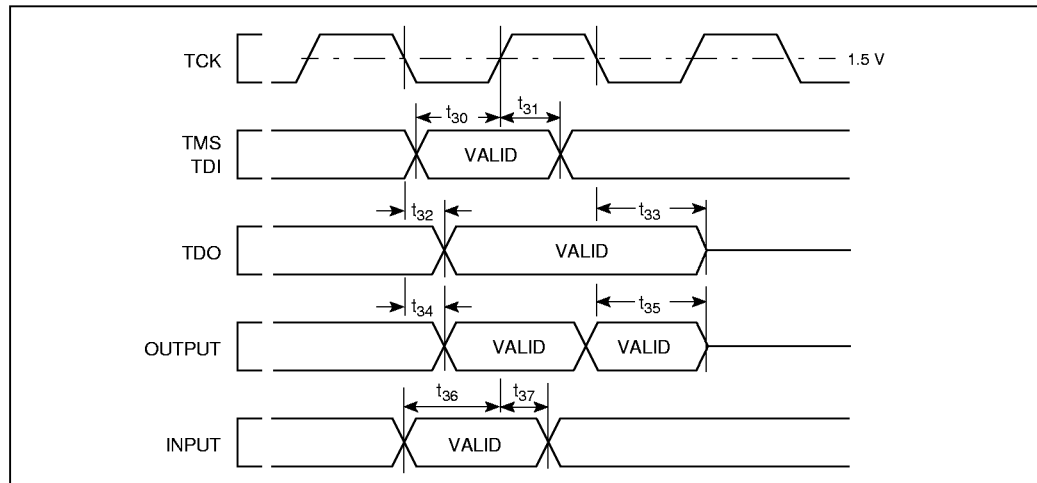 TCK
1.5 V
t30 t31
TMS
TDI
VALID
t32 t33
TDO
VALID
t34 t35
OUTPUT
VALID VALID
t36 t37
INPUT
VALID